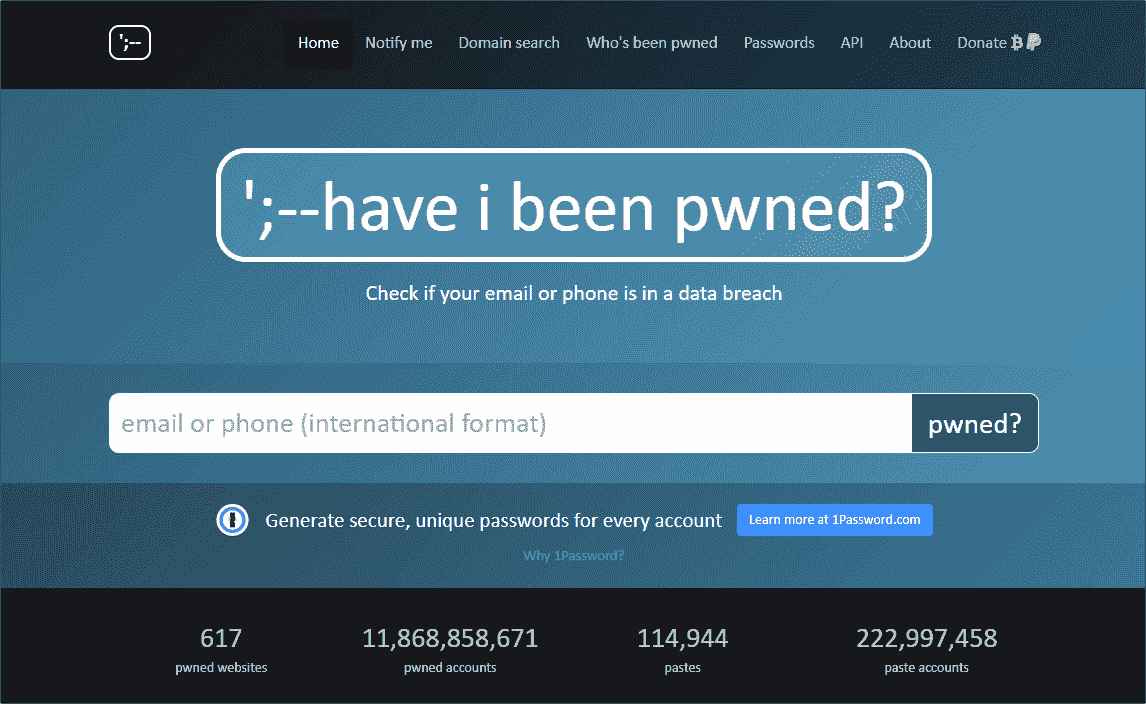 ';-- Home Notify me Domain search Who's been pwned Passwords API About Donate
';--have i been pwned?
Check if your email or phone is in a data breach
email or phone (international format) pwned?
Generate secure, unique passwords for every account Learn more at 1Password.com
Why 1Password?
617 11,868,858,671 114,944 222,997,458
pwned websites pwned accounts pastes paste accounts